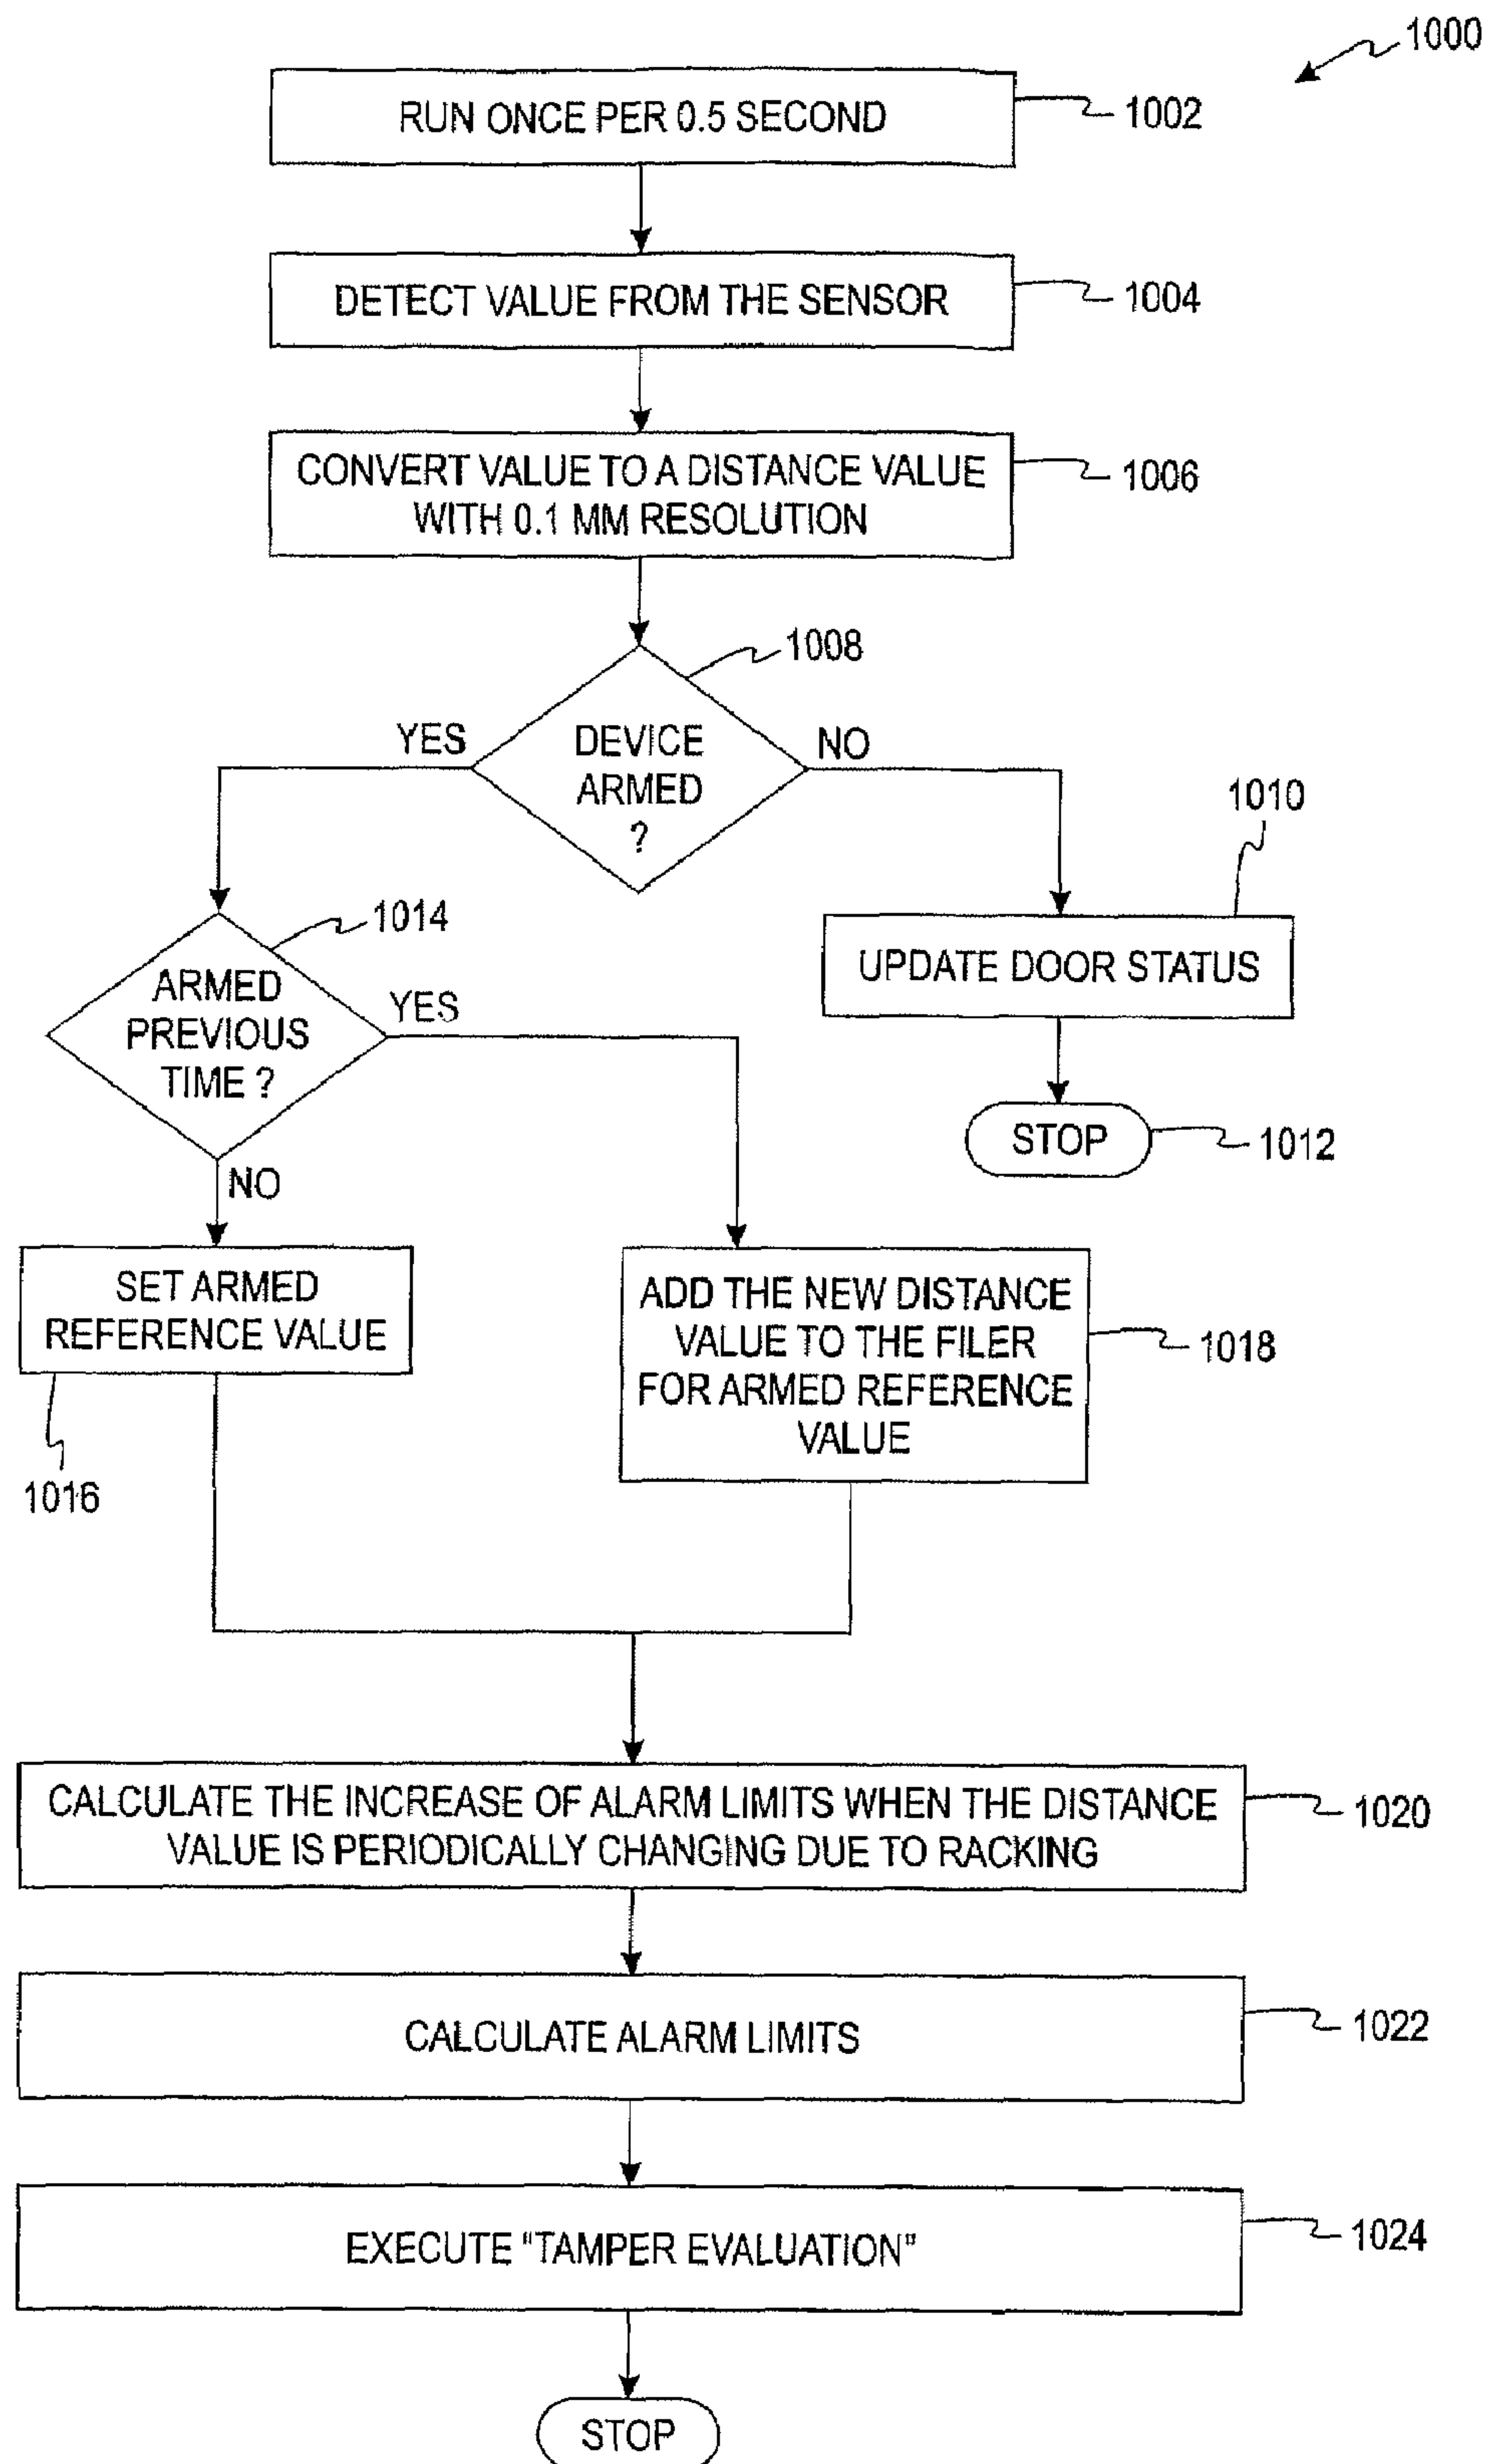 1000
RUN ONCE PER 0.5 SECOND
1002
DETECT VALUE FROM THE SENSOR
1004
CONVERT VALUE TO A DISTANCE VALUE
WITH 0.1 MM RESOLUTION
1006
1008
DEVICE
ARMED
?
YES
NO
1010
UPDATE DOOR STATUS
STOP
1012
1014
ARMED
PREVIOUS
TIME ?
YES
NO
SET ARMED
REFERENCE VALUE
1016
ADD THE NEW DISTANCE
VALUE TO THE FILER
FOR ARMED REFERENCE
VALUE
1018
CALCULATE THE INCREASE OF ALARM LIMITS WHEN THE DISTANCE
VALUE IS PERIODICALLY CHANGING DUE TO RACKING
1020
CALCULATE ALARM LIMITS
1022
EXECUTE "TAMPER EVALUATION"
1024
STOP